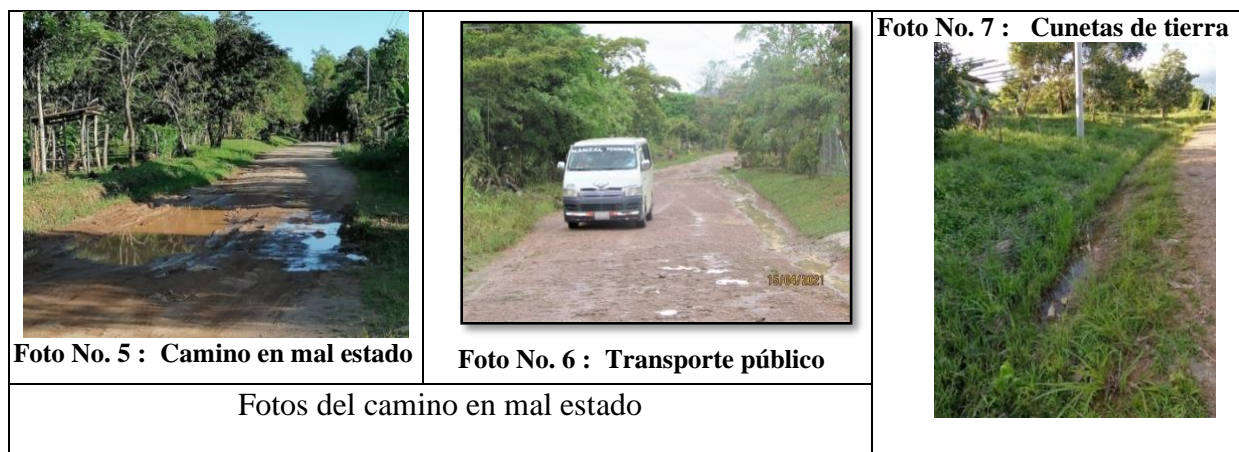 Foto No. 5 : Camino en mal estado
15/04/2021
Foto No. 6 : Transporte público
Fotos del camino en mal estado
Foto No. 7 : Cunetas de tierra